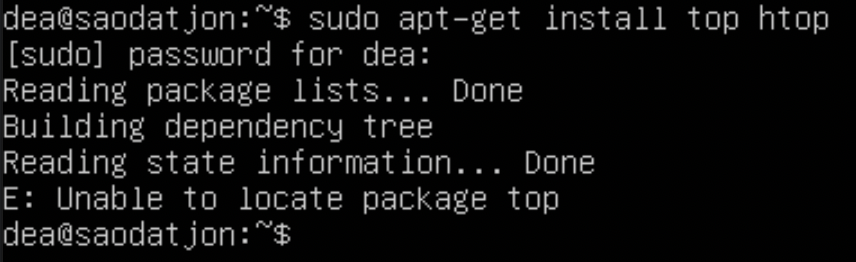 dea@saodatjon:~$ sudo apt-get install top htop
[sudo] password for dea:
Reading package lists... Done
Building dependency tree
Reading state information... Done
E: Unable to locate package top
dea@saodatjon:~$